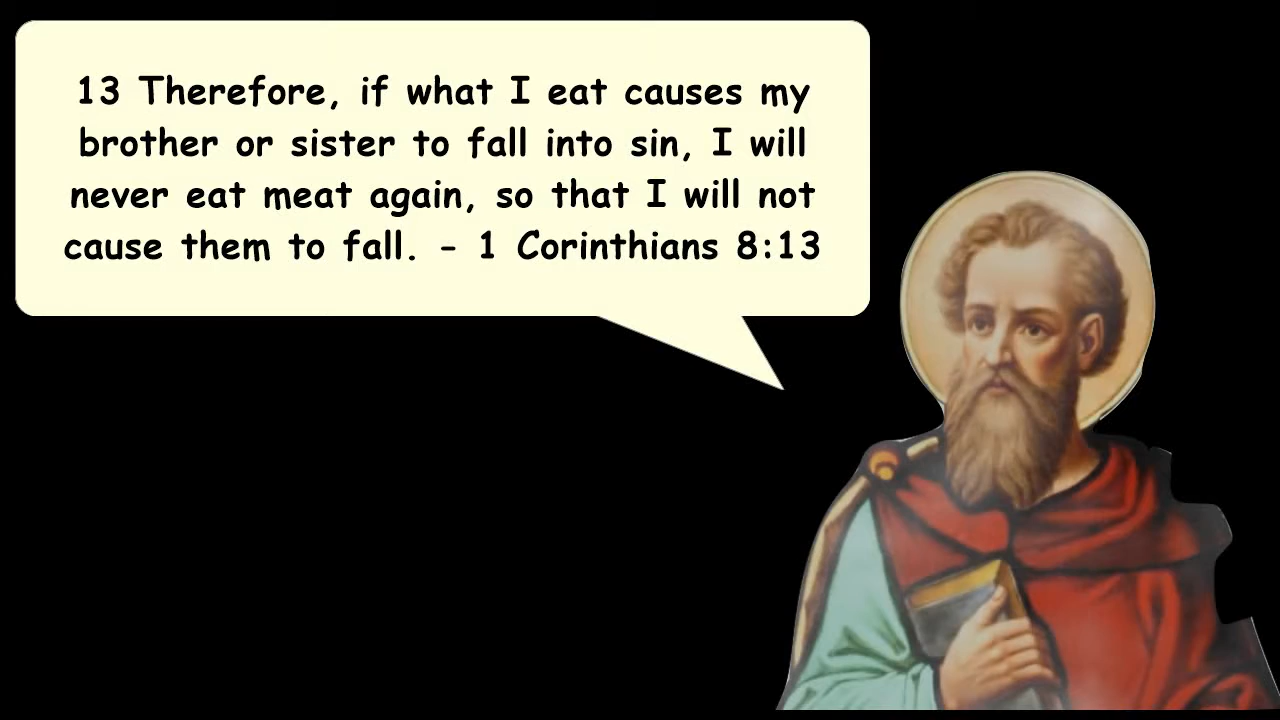 13 Therefore, if what I eat causes my
brother or sister to fall into sin, I will
never eat meat again, so that I will not
cause them to fall. - 1 Corinthians 8:13